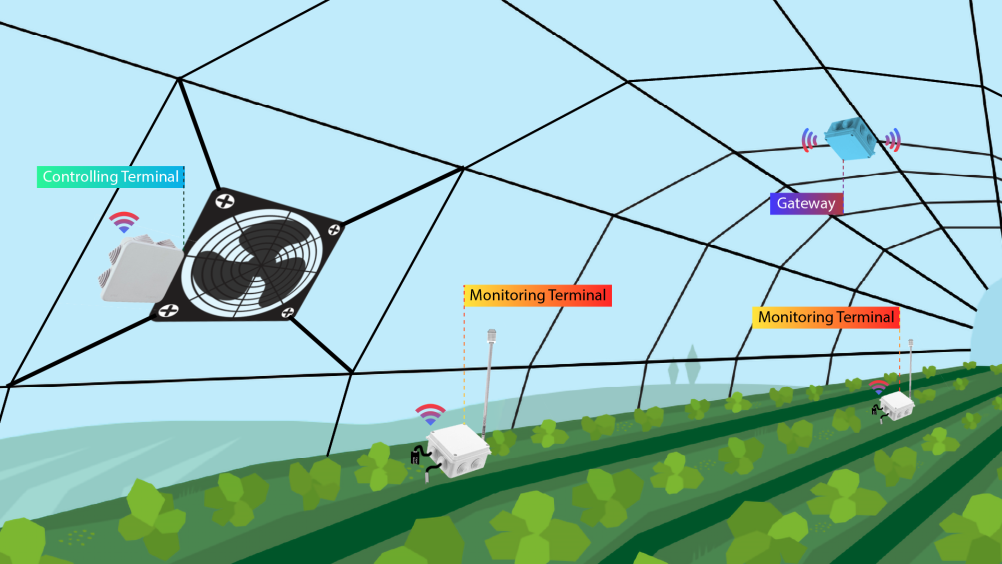 Controlling Terminal
Gateway
Monitoring Terminal
Monitoring Terminal